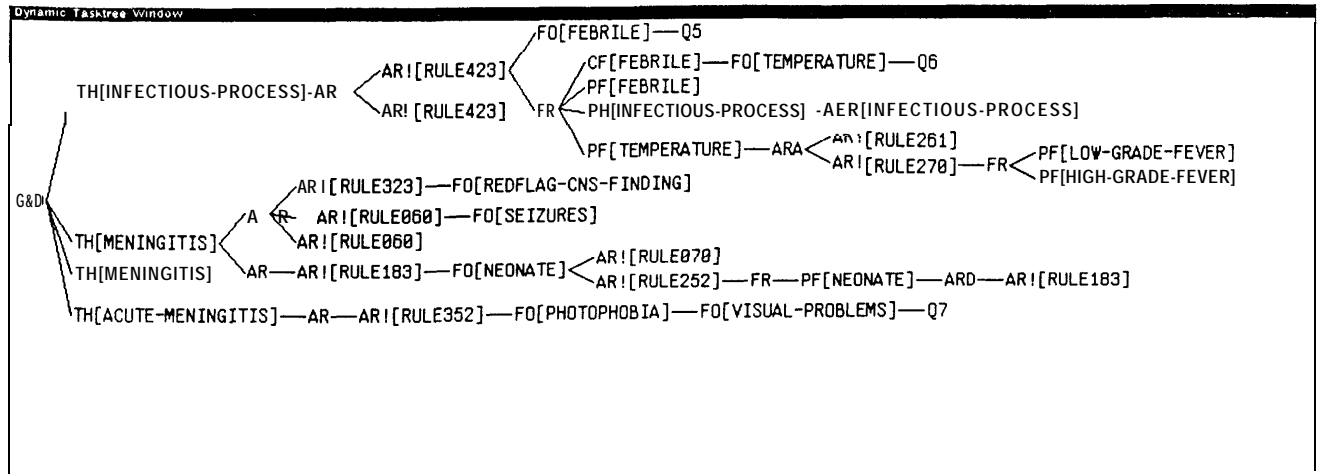 Dynamic Tasktree Window
FO[FEBRILE]—Q5
CF[FEBRILE]—FO[TEMPERATURE]—Q6
AR![RULE423]
PF[FEBRILE]
TH[INFECTIOUS-PROCESS]-AR
AR![RULE423]
FR
PH[INFECTIOUS-PROCESS] -AER[INFECTIOUS-PROCESS]
AR![RULE261]
PF[TEMPERATURE]—ARA
PF[LOW-GRADE-FEVER]
AR![RULE270]—FR
PF[HIGH-GRADE-FEVER]
AR![RULE323]—FO[REDFLAG-CNS-FINDING]
G&D
A R AR![RULE060]—FO[SEIZURES]
TH[MENINGITIS]
AR![RULE060]
AR![RULE070]
TH[MENINGITIS]
AR—AR![RULE183]—FO[NEONATE]
AR![RULE252]—FR—PF[NEONATE]—ARD—AR![RULE183]
TH[ACUTE-MENINGITIS]—AR—AR![RULE352]—FO[PHOTOPHOBIA]—FO[VISUAL-PROBLEMS]—Q7